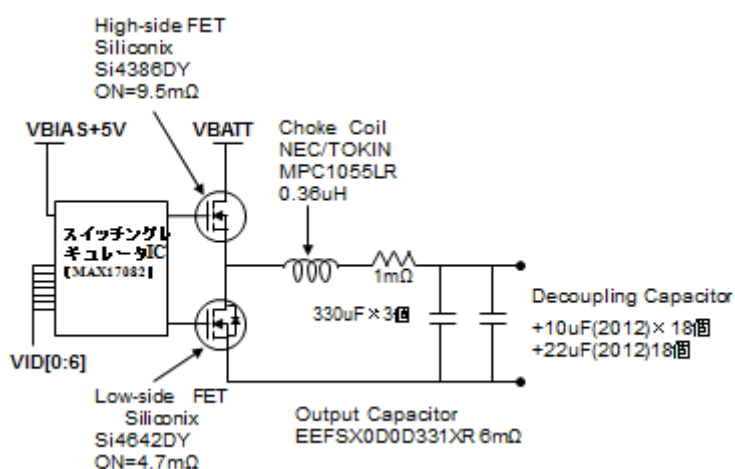 High-side FET
Siliconix
Si4386DY
ON=9.5mΩ
VBIAS+5V
VBATT
Choke Coil
NEC/TOKIN
MPC1055LR
0.36uH
スイッチングレ
ギュレータIC
[MAX17082]
1mΩ
330uF×3個
Decoupling Capacitor
+10uF(2012)×18個
+22uF(2012)18個
VID[0:6]
Low-side FET
Siliconix
Si4642DY
ON=4.7mΩ
Output Capacitor
EEFSX0D0D331XR 6mΩ